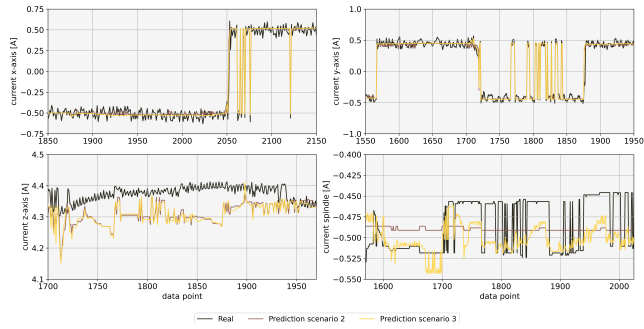 0.75
0.50
0.25
0.00
−0.25
−0.50
−0.75
current x-axis [A]
1850 1900 1950 2000 2050 2100 2150
1.0
0.5
0.0
−0.5
−1.0
current y-axis [A]
1550 1600 1650 1700 1750 1800 1850 1900 1950
4.5
4.4
4.3
4.2
4.1
current z-axis [A]
1700 1750 1800 1850 1900 1950
data point
−0.400
−0.425
−0.450
−0.475
−0.500
−0.525
−0.550
current spindle [A]
1600 1700 1800 1900 2000
data point
Real Prediction scenario 2 Prediction scenario 3